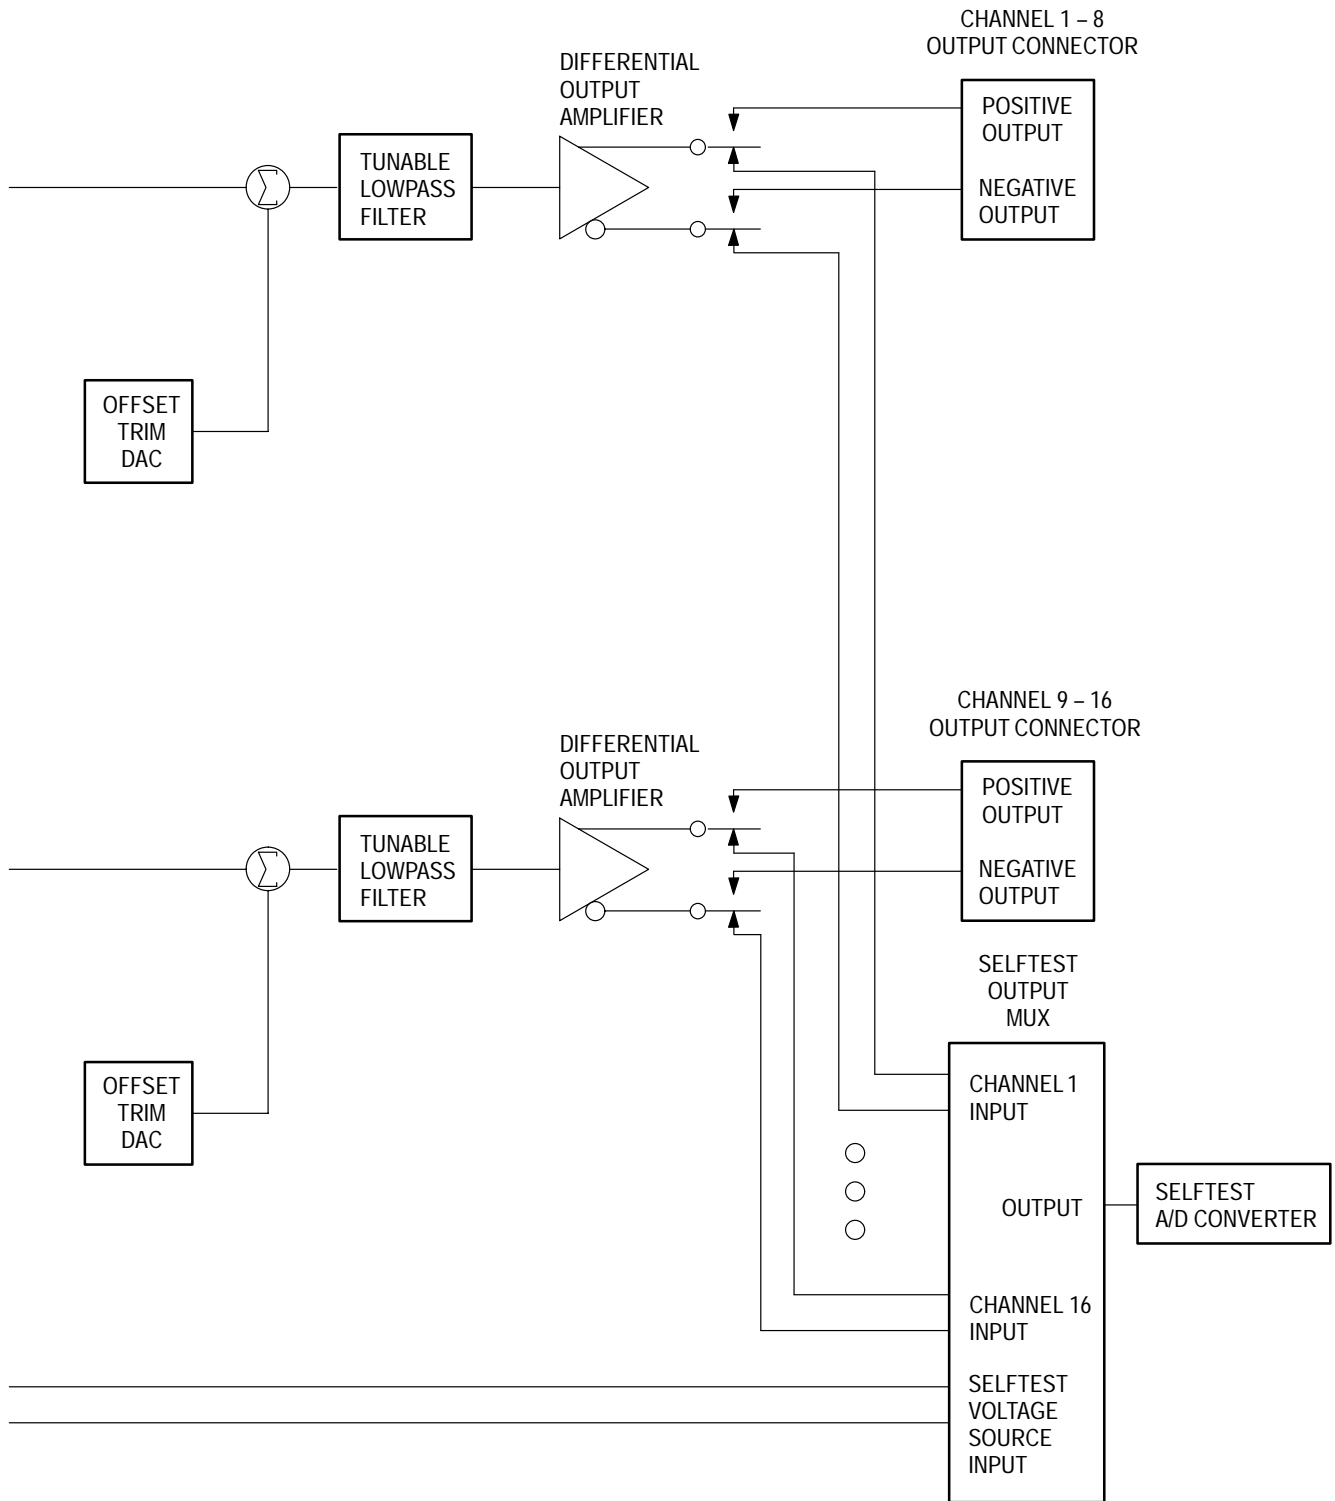 CHANNEL 1 – 8
OUTPUT CONNECTOR
DIFFERENTIAL
OUTPUT
AMPLIFIER
POSITIVE
OUTPUT
NEGATIVE
OUTPUT
Σ
TUNABLE
LOWPASS
FILTER
OFFSET
TRIM
DAC
CHANNEL 9 – 16
OUTPUT CONNECTOR
DIFFERENTIAL
OUTPUT
AMPLIFIER
POSITIVE
OUTPUT
NEGATIVE
OUTPUT
Σ
TUNABLE
LOWPASS
FILTER
SELFTEST
OUTPUT
MUX
OFFSET
TRIM
DAC
CHANNEL 1
INPUT
OUTPUT
SELFTEST
A/D CONVERTER
CHANNEL 16
INPUT
SELFTEST
VOLTAGE
SOURCE
INPUT